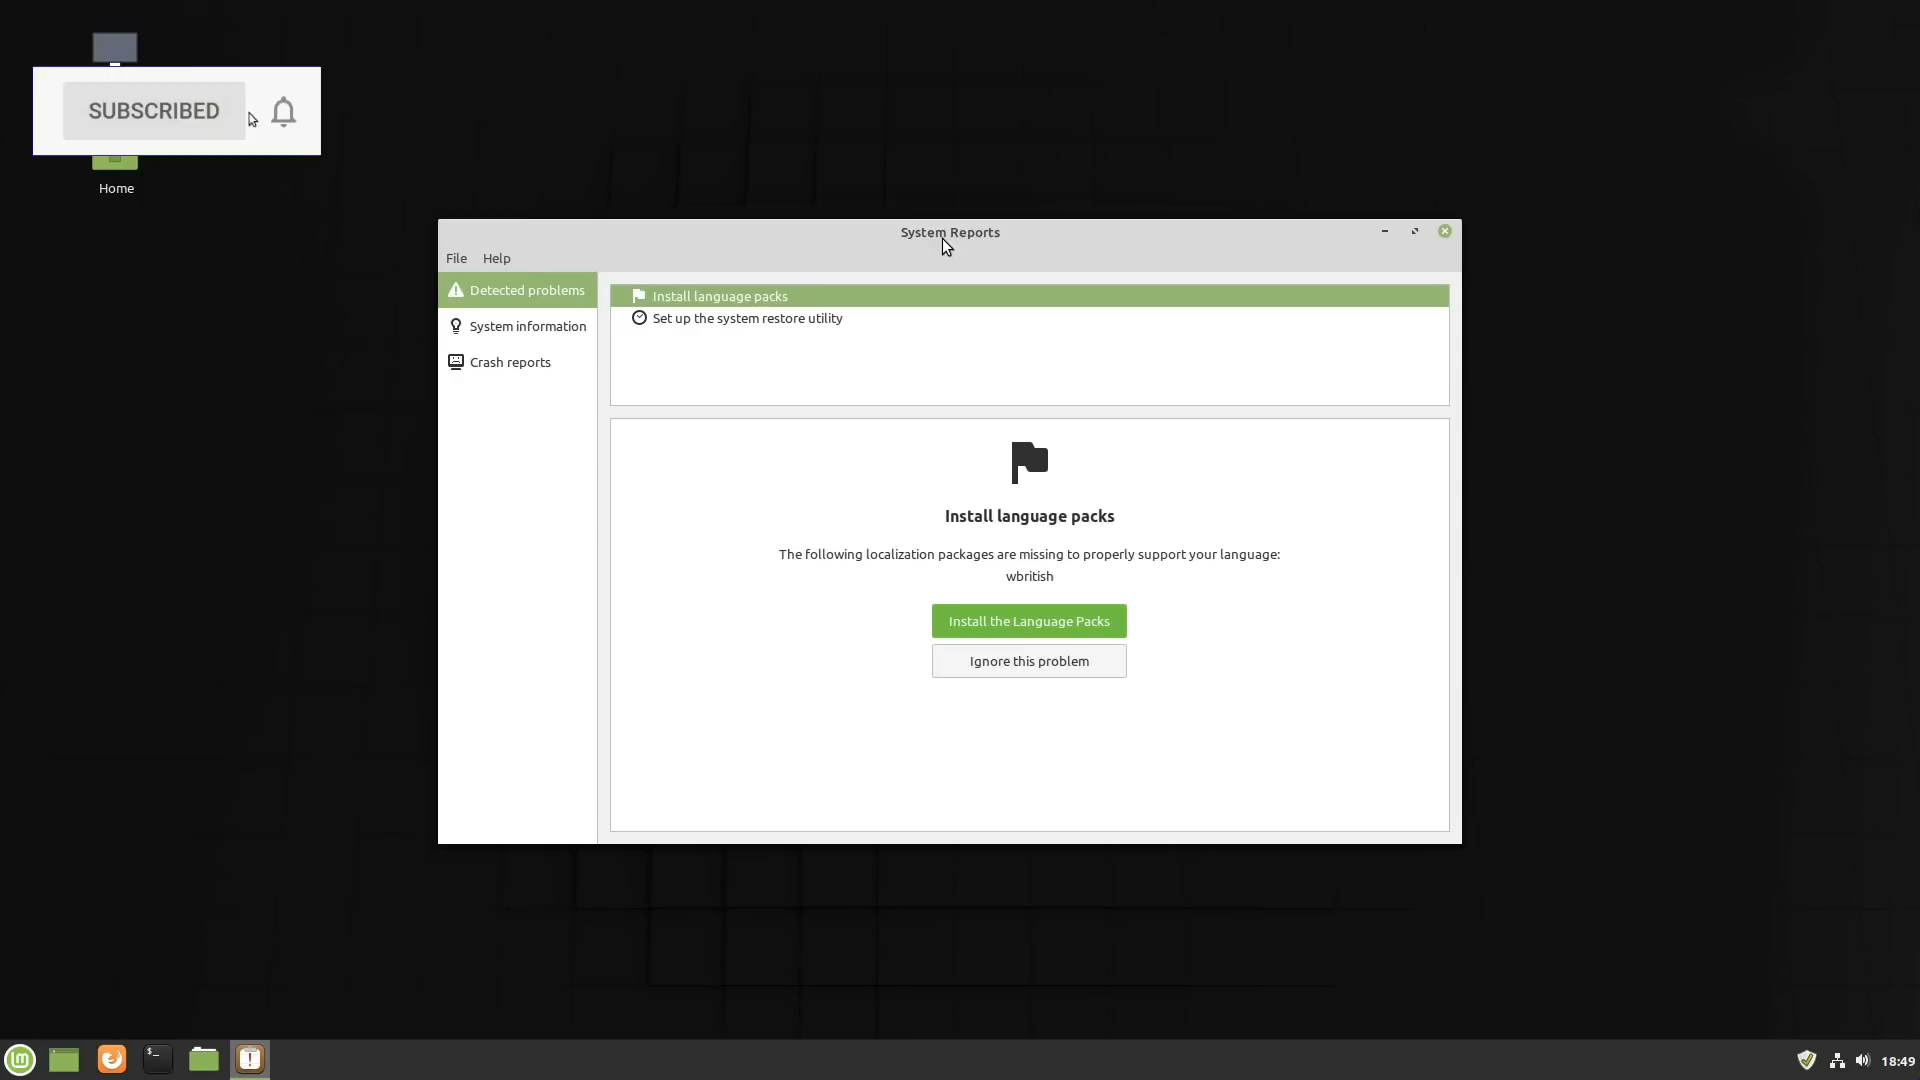 SUBSCRIBED
Home
System Reports
File Help
Detected problems
System information
Crash reports
Install language packs
Set up the system restore utility
Install language packs
The following localization packages are missing to properly support your language:
wbritish
Install the Language Packs
Ignore this problem
18:49